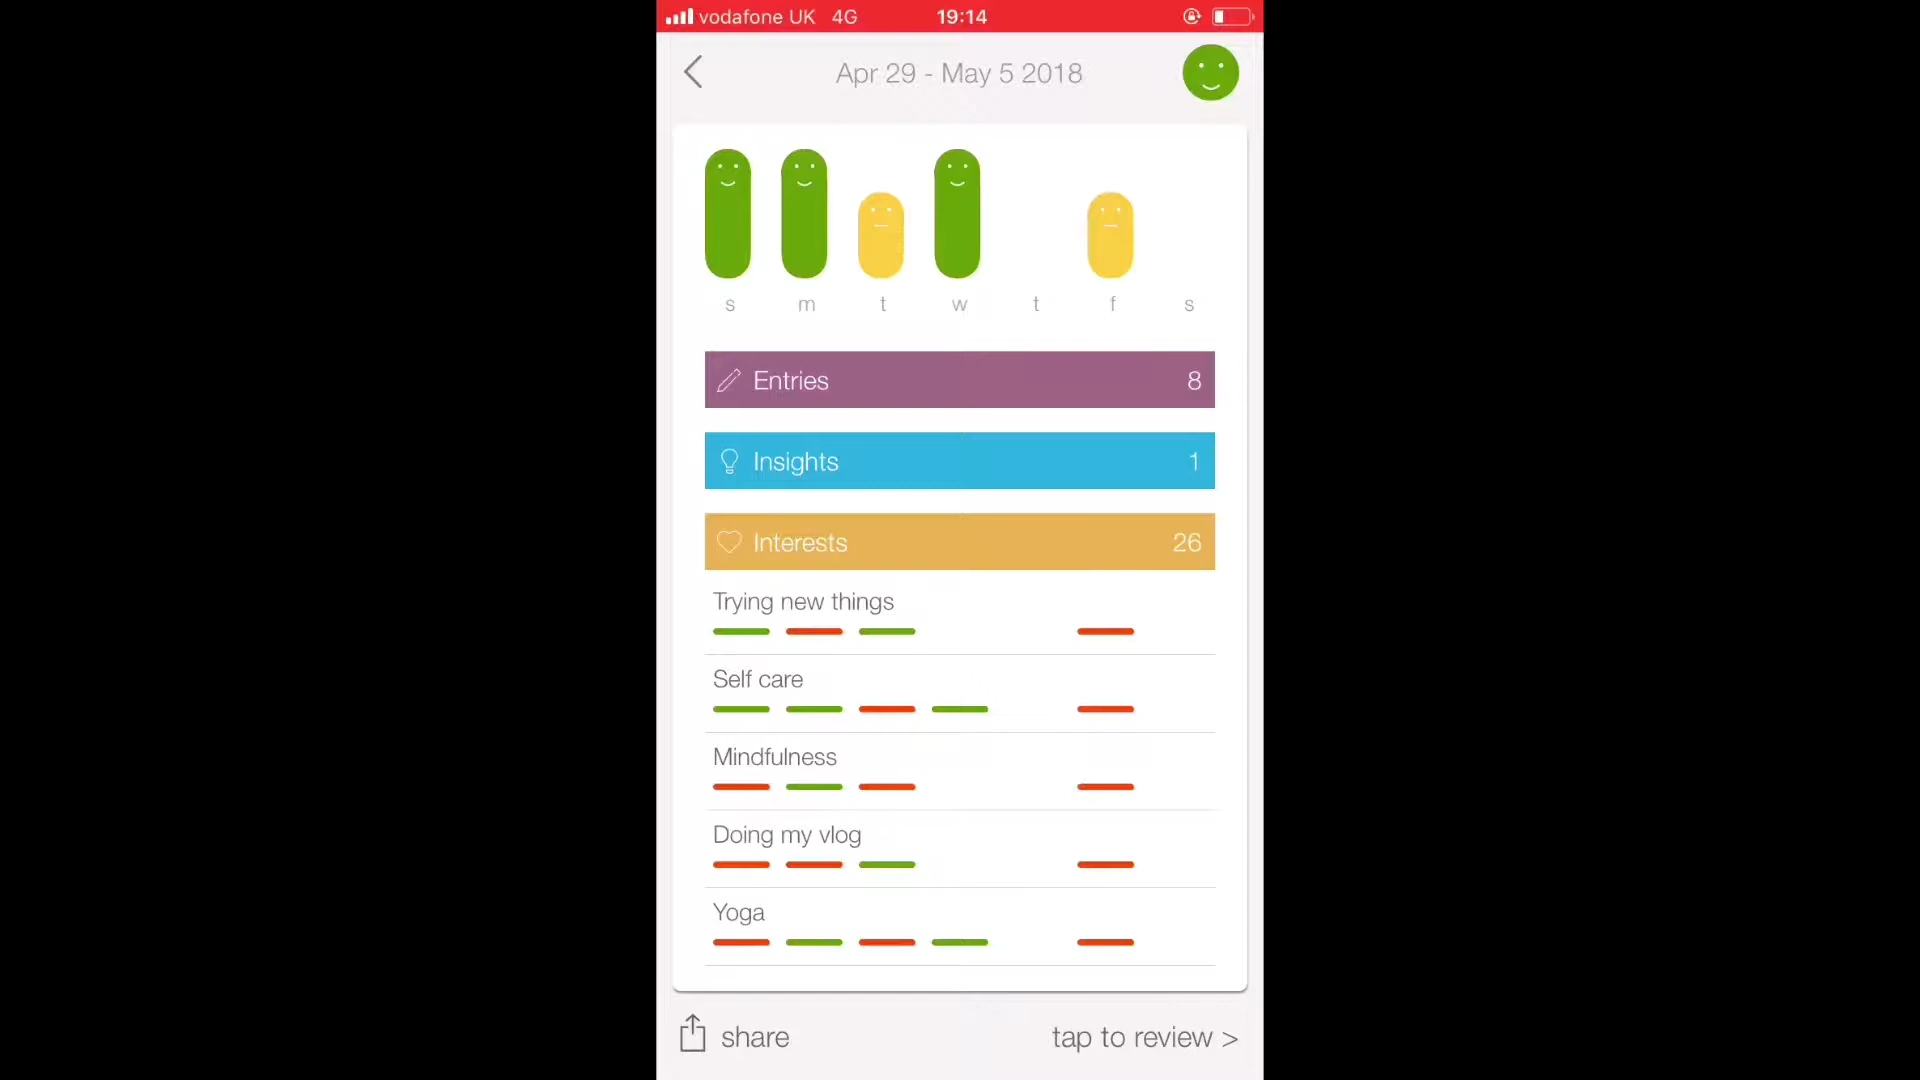 vodafone UK 4G 19:14
Apr 29 - May 5 2018
s m t w t f s
Entries 8
Insights 1
Interests 26
Trying new things
Self care
Mindfulness
Doing my vlog
Yoga
share tap to review >